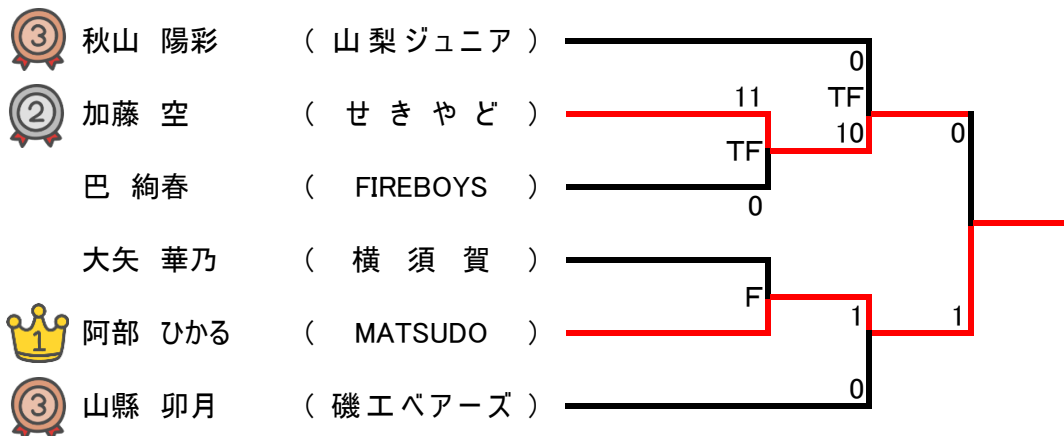 3 秋山 陽彩 ( 山梨ジュニア )
0
2 加藤 空 ( せきやど ) 11 TF
10 0
TF
巴 絢春 ( FIREBOYS )
0
大矢 華乃 ( 横須賀 )
F
1 阿部 ひかる ( MATSUDO ) 1 1
0
3 山縣 卯月 ( 磯エベアーズ )